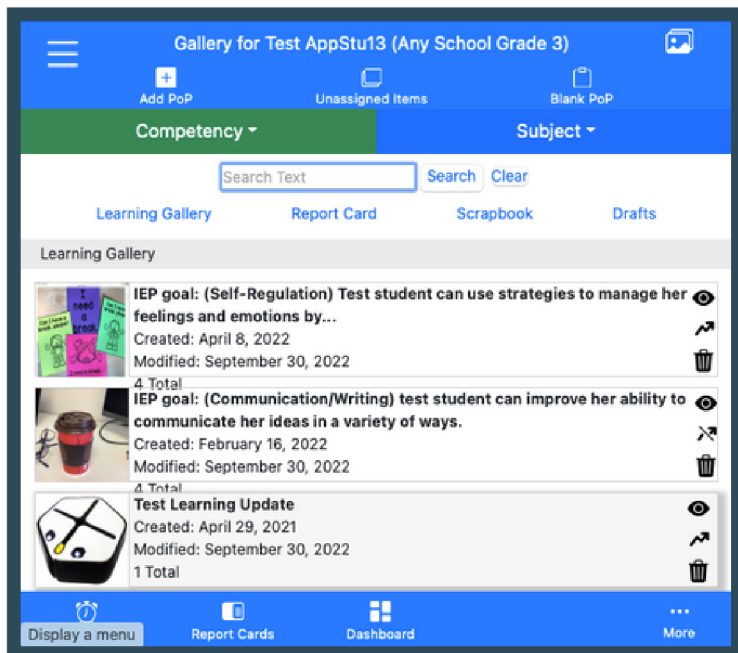 Gallery for Test AppStu13 (Any School Grade 3)
Add PoP
Unassigned Items
Blank PoP
Competency
Subject
Search Text
Search
Clear
Learning Gallery
Report Card
Scrapbook
Drafts
Learning Gallery
I need a break
IEP goal: (Self-Regulation) Test student can use strategies to manage her
feelings and emotions by...
Created: April 8, 2022
Modified: September 30, 2022
4 Total
IEP goal: (Communication/Writing) test student can improve her ability to
communicate her ideas in a variety of ways.
Created: February 16, 2022
Modified: September 30, 2022
4 Total
Test Learning Update
Created: April 29, 2021
Modified: September 30, 2022
1 Total
Display a menu
Report Cards
Dashboard
More